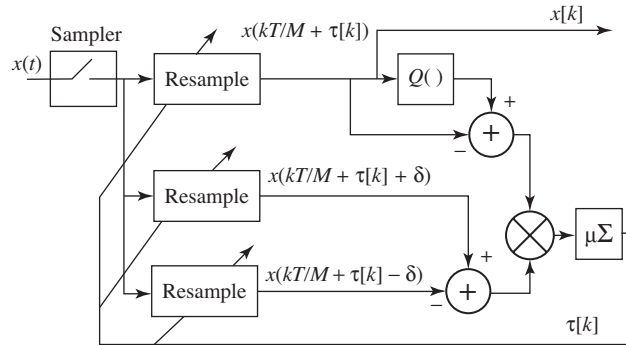 Sampler
x(t)
Resample
x(kT/M + τ[k])
x[k]
Q( )
+
−
+
Resample
x(kT/M + τ[k] + δ)
Resample
x(kT/M + τ[k] − δ)
+
−
+
μΣ
τ[k]